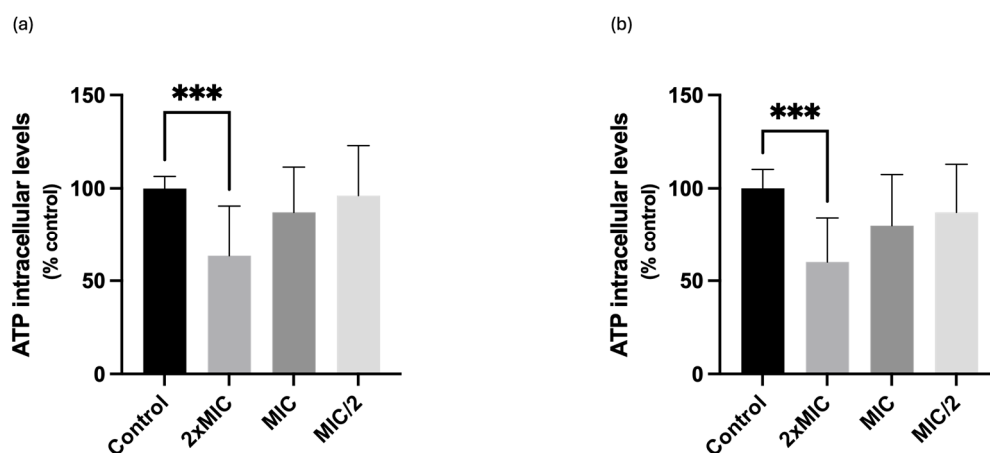 (a)
***
150
100
50
0
ATP intracellular levels
(% control)
Control
2xMIC
MIC
MIC/2
(b)
***
150
100
50
0
ATP intracellular levels
(% control)
Control
2xMIC
MIC
MIC/2